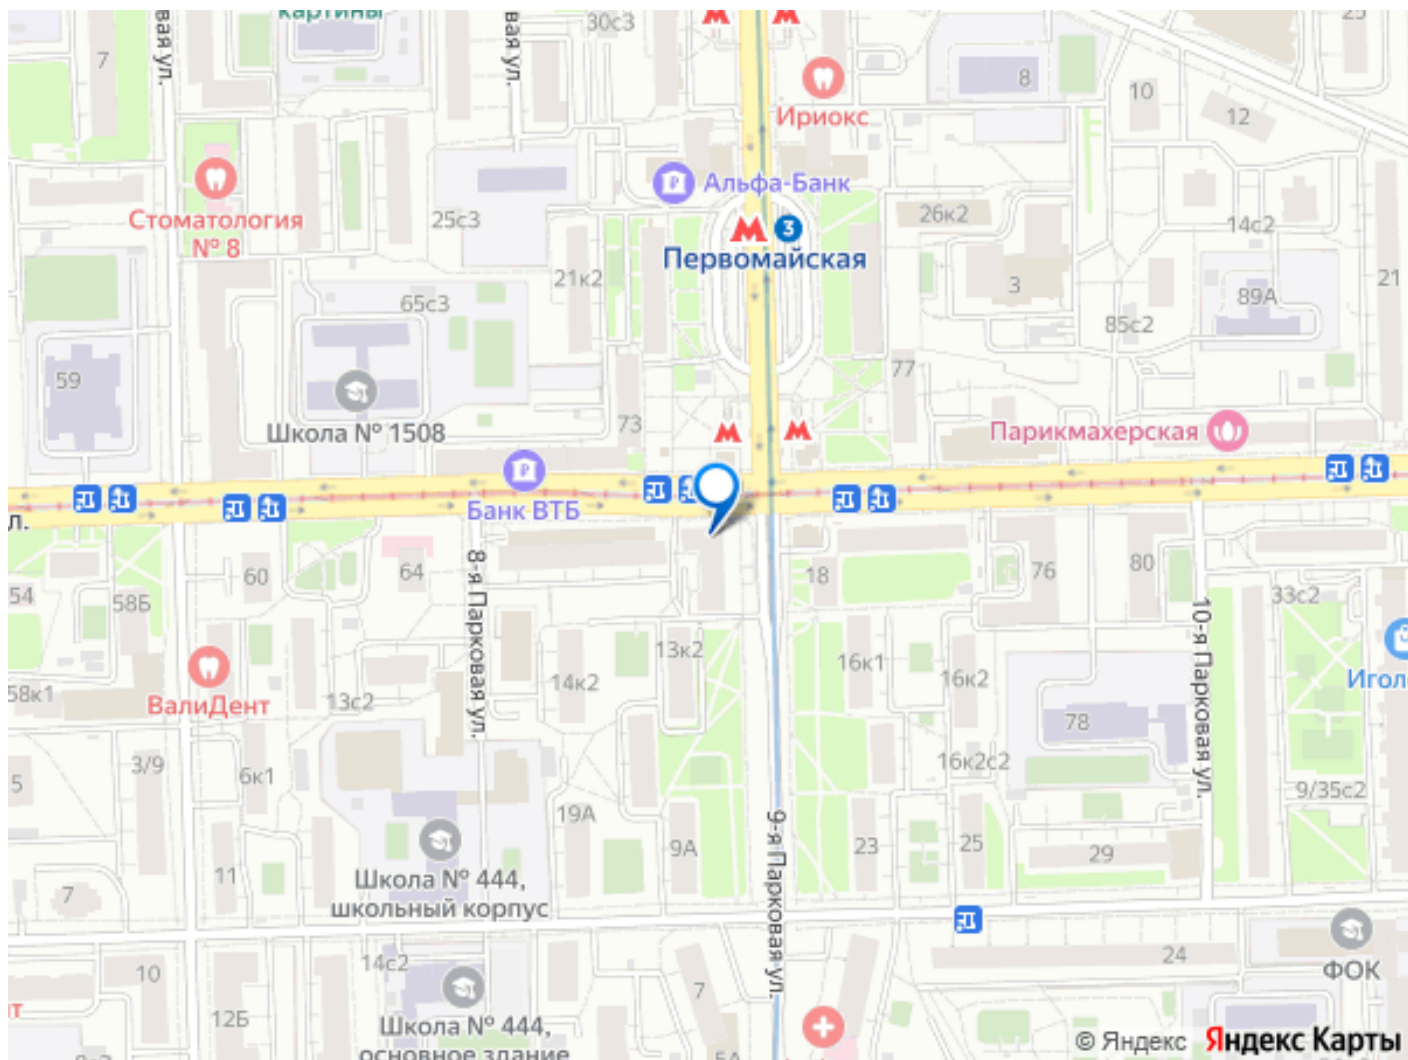 картины
30с3
25
7
вая ул.
вая ул.
8
10
12
Ириокс
Альфа-Банк
Стоматология
№ 8
25с3
26к2
14с2
3
Первомайская
21к2
65с3
3
89А
21
85с2
59
77
73
Школа № 1508
Парикмахерская
Банк ВТБ
л.
54
58Б
60
64
8-я Парковая ул.
18
76
80
33с2
10-я Парковая ул.
13к2
16к1
16к2
14к2
58к1
13с2
ВалиДент
Игол
78
3/9
6к1
16к2с2
5
9/35с2
19А
9А
23
25
29
9-я Парковая ул.
11
7
Школа № 444,
школьный корпус
24
ФОК
10
14с2
7
12Б
Школа № 444,
основное здание
5А
© Яндекс Яндекс Карты